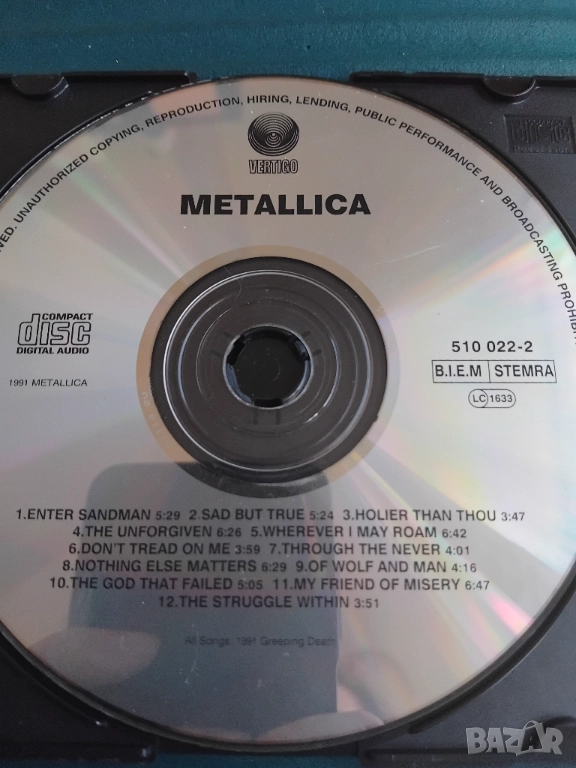 VED. UNAUTHORIZED COPYING, REPRODUCTION, HIRING, LENDING, PUBLIC PERFORMANCE AND BROADCASTING PROHIBIT
VERTIGO
METALLICA
COMPACT
disc
DIGITAL AUDIO
1991 METALLICA
510 022-2
B.I.E.M STEMRA
LC 1633
1.ENTER SANDMAN 5:29 2.SAD BUT TRUE 5:24 3.HOLIER THAN THOU 3:47
4.THE UNFORGIVEN 6:26 5.WHEREVER I MAY ROAM 6:42
6.DON'T TREAD ON ME 3:59 7.THROUGH THE NEVER 4:01
8.NOTHING ELSE MATTERS 6:29 9.OF WOLF AND MAN 4:16
10.THE GOD THAT FAILED 5:05 11.MY FRIEND OF MISERY 6:47
12.THE STRUGGLE WITHIN 3:51
All Songs, 1991 Greeping Death
BAZAR